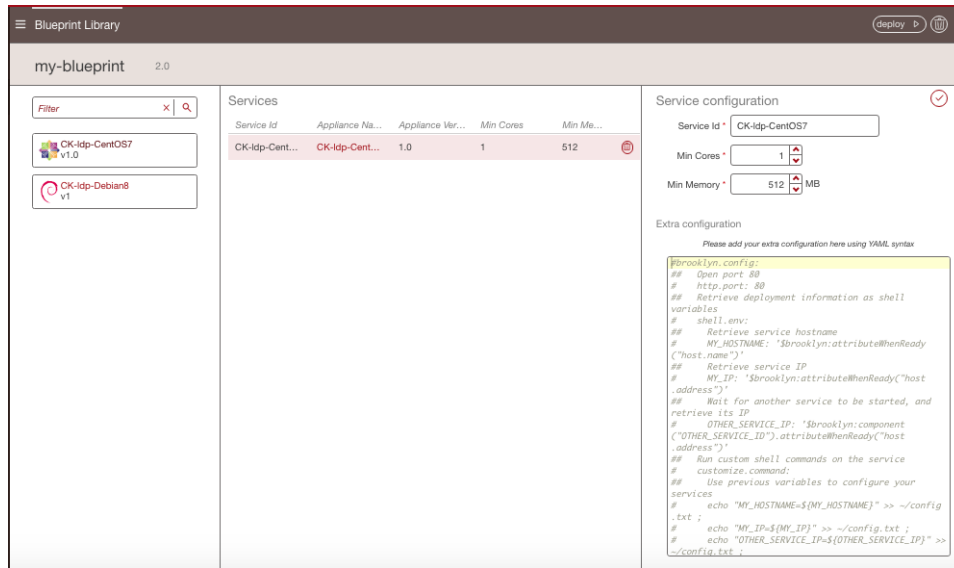 Blueprint Library
deploy
my-blueprint 2.0
Filter
CK-Idp-CentOS7
v1.0
CK-Idp-Debian8
v1
Services
Service Id Appliance Na... Appliance Ver... Min Cores Min Me...
CK-Idp-Cent... CK-Idp-Cent... 1.0 1 512
Service configuration
Service Id * CK-Idp-CentOS7
Min Cores * 1
Min Memory * 512 MB
Extra configuration
Please add your extra configuration here using YAML syntax
#brooklyn.config:
##   Open port 80
#   http.port: 80
##   Retrieve deployment information as shell
variables
#   shell.env:
##     Retrieve service hostname
#     MY_HOSTNAME: '$brooklyn:attributeWhenReady
("host.name")'
##     Retrieve service IP
#     MY_IP: '$brooklyn:attributeWhenReady("host
.address")'
##     Wait for another service to be started, and
retrieve its IP
#     OTHER_SERVICE_IP: '$brooklyn:component
("OTHER_SERVICE_ID").attributeWhenReady("host
.address")'
##   Run custom shell commands on the service
#   customize.command:
##     Use previous variables to configure your
services
#     echo "MY_HOSTNAME=${MY_HOSTNAME}" >> ~/config
.txt ;
#     echo "MY_IP=${MY_IP}" >> ~/config.txt ;
#     echo "OTHER_SERVICE_IP=${OTHER_SERVICE_IP}" >>
~/config.txt ;